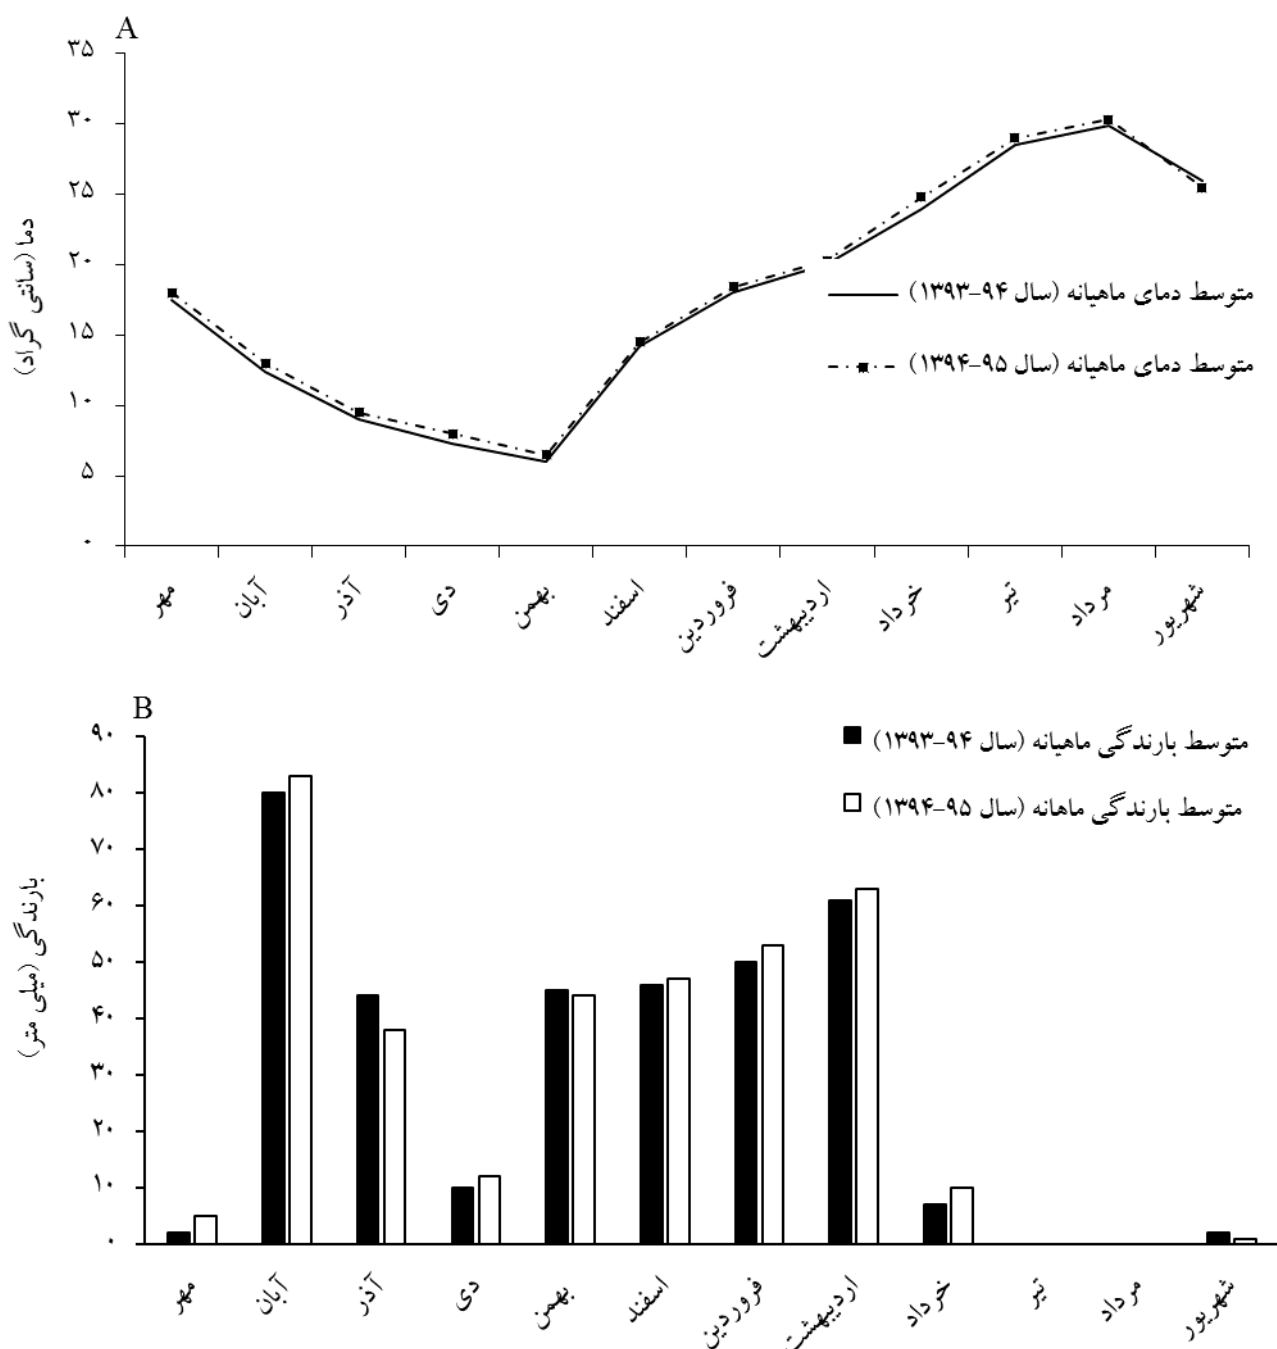 A
۳۵
۳۰
۲۵
۲۰
۱۵
۱۰
۵
۰
دما (سانتی گراد)
متوسط دمای ماهیانه (سال ۹۴-۱۳۹۳)
متوسط دمای ماهیانه (سال ۹۵-۱۳۹۴)
مهر
آبان
آذر
دی
بهمن
اسفند
فروردین
اردیبهشت
خرداد
تیر
مرداد
شهریور
B
۹۰
۸۰
۷۰
۶۰
۵۰
۴۰
۳۰
۲۰
۱۰
۰
بارندگی (میلی متر)
متوسط بارندگی ماهیانه (سال ۹۴-۱۳۹۳)
متوسط بارندگی ماهانه (سال ۹۵-۱۳۹۴)
مهر
آبان
آذر
دی
بهمن
اسفند
فروردین
اردیبهشت
خرداد
تیر
مرداد
شهریور